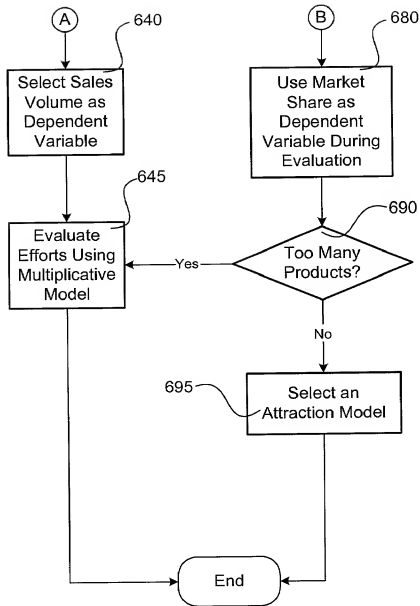 A
640
Select Sales
Volume as
Dependent
Variable
645
Evaluate
Efforts Using
Multiplicative
Model
B
680
Use Market
Share as
Dependent
Variable During
Evaluation
690
Too Many
Products?
Yes
No
695
Select an
Attraction Model
End